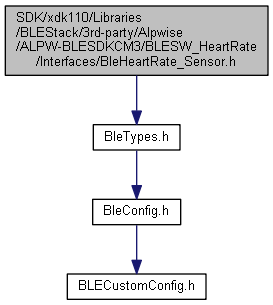 SDK/xdk110/Libraries
/BLEStack/3rd-party/Alpwise
/ALPW-BLESDKCM3/BLESW_HeartRate
/Interfaces/BleHeartRate_Sensor.h
BleTypes.h
BleConfig.h
BLECustomConfig.h